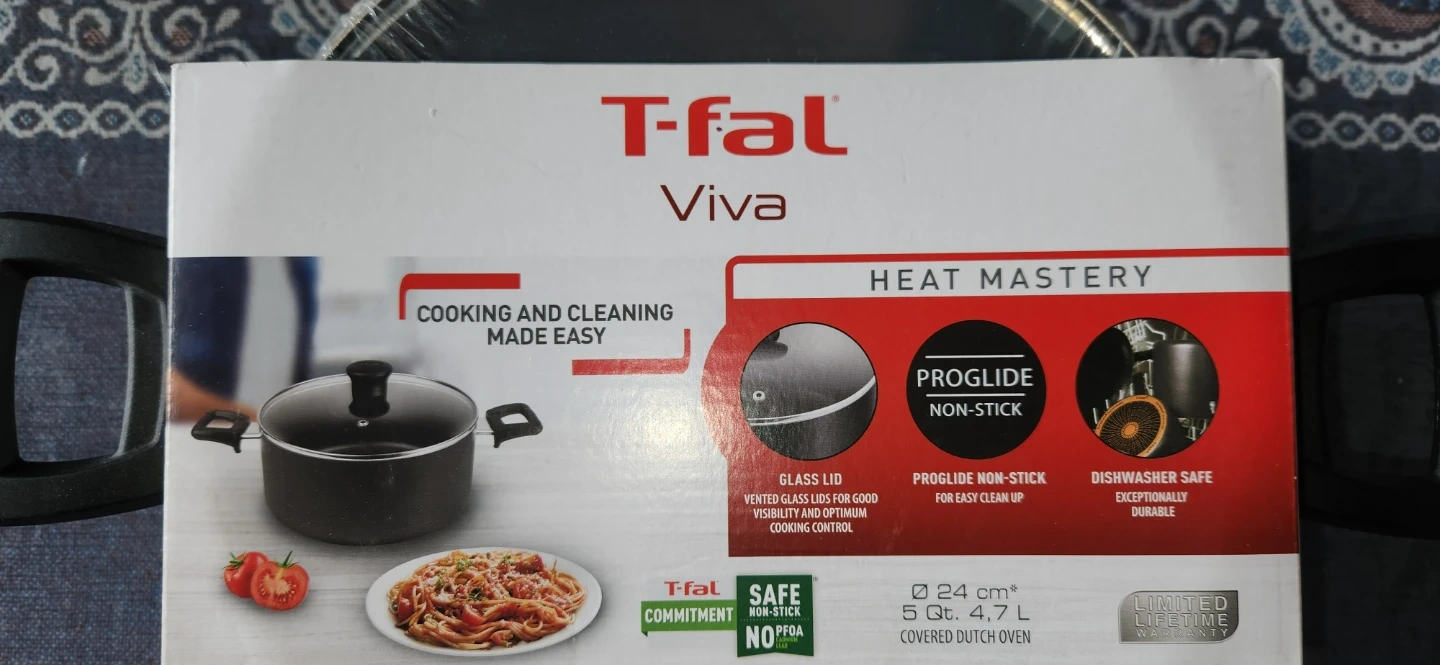 T-fal®
Viva
COOKING AND CLEANING
MADE EASY
HEAT MASTERY
PROGLIDE
NON-STICK
GLASS LID
VENTED GLASS LIDS FOR GOOD
VISIBILITY AND OPTIMUM
COOKING CONTROL
PROGLIDE NON-STICK
FOR EASY CLEAN UP
DISHWASHER SAFE
EXCEPTIONALLY
DURABLE
T-fal
COMMITMENT
SAFE
NON-STICK
NO PFOA
CADMIUM
LEAD
Ø 24 cm*
5 Qt. 4,7 L
COVERED DUTCH OVEN
LIMITED
LIFETIME
WARRANTY